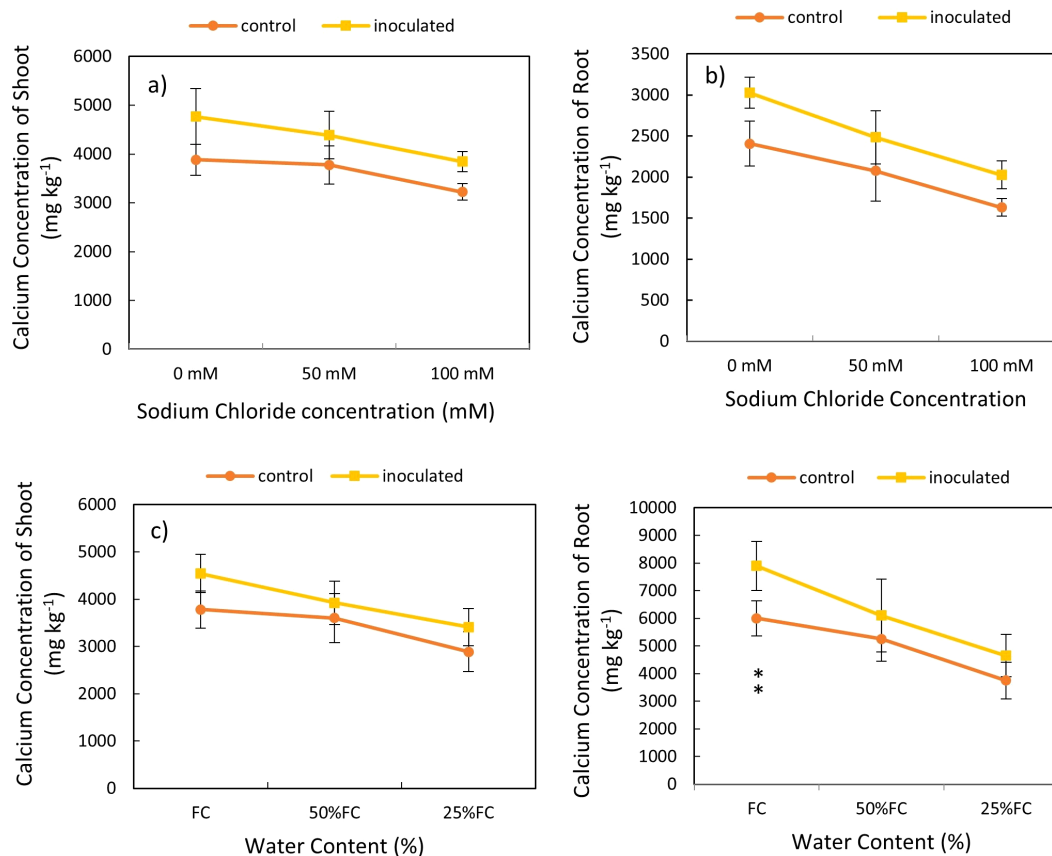 control inoculated
Calcium Concentration of Shoot
(mg kg⁻¹)
a)
6000
5000
4000
3000
2000
1000
0
0 mM 50 mM 100 mM
Sodium Chloride concentration (mM)
control inoculated
Calcium Concentration of Root
(mg kg⁻¹)
b)
3500
3000
2500
2000
1500
1000
500
0
0 mM 50 mM 100 mM
Sodium Chloride Concentration
control inoculated
Calcium Concentration of Shoot
(mg kg⁻¹)
c)
6000
5000
4000
3000
2000
1000
0
FC 50%FC 25%FC
Water Content (%)
control inoculated
Calcium Concentration of Root
(mg kg⁻¹)
10000
9000
8000
7000
6000
5000
4000
3000
2000
1000
0
*
*
FC 50%FC 25%FC
Water Content (%)